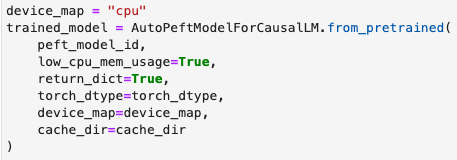 device_map = "cpu"
trained_model = AutoPeftModelForCausalLM.from_pretrained(
    peft_model_id,
    low_cpu_mem_usage=True,
    return_dict=True,
    torch_dtype=torch_dtype,
    device_map=device_map,
    cache_dir=cache_dir
)